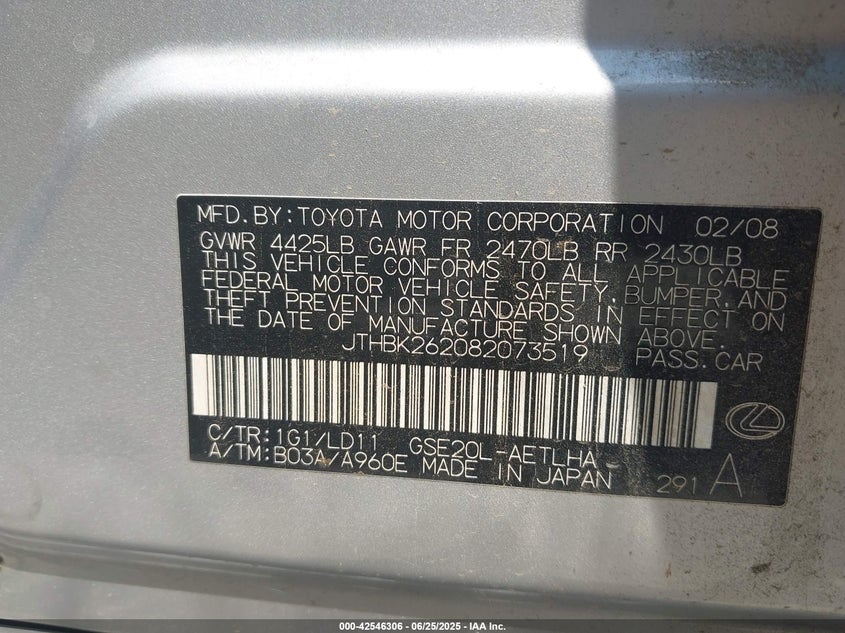 MFD.BY:TOYOTA MOTOR CORPORATION 02/08
GVWR 4425LB GAWR FR 2470LB RR 2430LB
THIS VEHICLE CONFORMS TO ALL APPLICABLE
FEDERAL MOTOR VEHICLE SAFETY,BUMPER,AND
THEFT PREVENTION STANDARDS IN EFFECT ON
THE DATE OF MANUFACTURE SHOWN ABOVE.
JTHBK262082073519 PASS.CAR
C/TR:1G1/LD11 GSE20L-AETLHA
A/TM:B03A/A960E MADE IN JAPAN 291 A
000-42546306 - 06/25/2025 - IAA Inc.